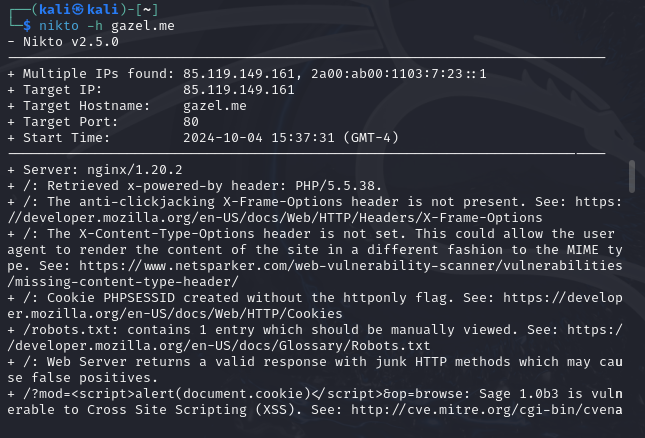 ┌──(kali㉿kali)-[~]
└─$ nikto -h gazel.me
- Nikto v2.5.0
---------------------------------------------------------------------------
+ Multiple IPs found: 85.119.149.161, 2a00:ab00:1103:7:23::1
+ Target IP:          85.119.149.161
+ Target Hostname:    gazel.me
+ Target Port:        80
+ Start Time:         2024-10-04 15:37:31 (GMT-4)
---------------------------------------------------------------------------
+ Server: nginx/1.20.2
+ /: Retrieved x-powered-by header: PHP/5.5.38.
+ /: The anti-clickjacking X-Frame-Options header is not present. See: https:
//developer.mozilla.org/en-US/docs/Web/HTTP/Headers/X-Frame-Options
+ /: The X-Content-Type-Options header is not set. This could allow the user
agent to render the content of the site in a different fashion to the MIME ty
pe. See: https://www.netsparker.com/web-vulnerability-scanner/vulnerabilities
/missing-content-type-header/
+ /: Cookie PHPSESSID created without the httponly flag. See: https://develop
er.mozilla.org/en-US/docs/Web/HTTP/Cookies
+ /robots.txt: contains 1 entry which should be manually viewed. See: https:/
/developer.mozilla.org/en-US/docs/Glossary/Robots.txt
+ /: Web Server returns a valid response with junk HTTP methods which may cau
se false positives.
+ /?mod=<script>alert(document.cookie)</script>&op=browse: Sage 1.0b3 is vuln
erable to Cross Site Scripting (XSS). See: http://cve.mitre.org/cgi-bin/cvena